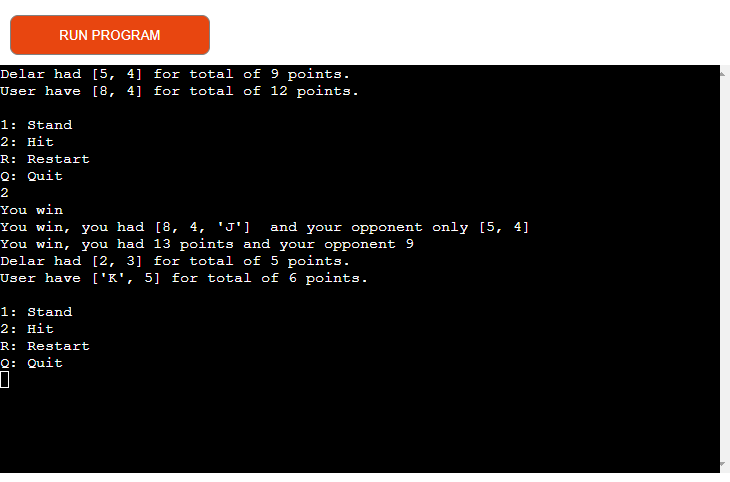 RUN PROGRAM
Delar had [5, 4] for total of 9 points.
User have [8, 4] for total of 12 points.
1: Stand
2: Hit
R: Restart
Q: Quit
2
You win
You win, you had [8, 4, 'J']  and your opponent only [5, 4]
You win, you had 13 points and your opponent 9
Delar had [2, 3] for total of 5 points.
User have ['K', 5] for total of 6 points.
1: Stand
2: Hit
R: Restart
Q: Quit